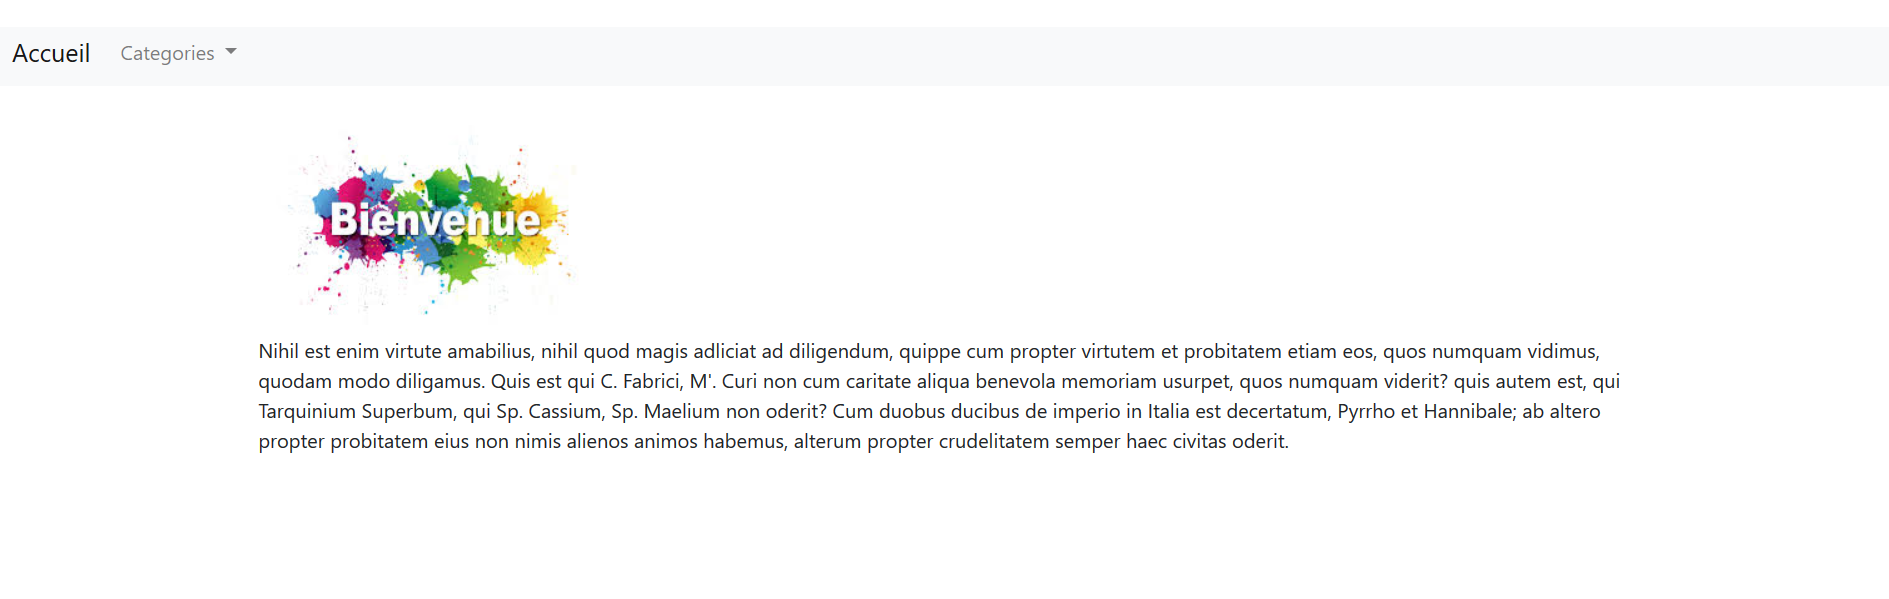 Accueil Categories
Bienvenue
Nihil est enim virtute amabilius, nihil quod magis adliciat ad diligendum, quippe cum propter virtutem et probitatem etiam eos, quos numquam vidimus,
quodam modo diligamus. Quis est qui C. Fabrici, M'. Curi non cum caritate aliqua benevola memoriam usurpet, quos numquam viderit? quis autem est, qui
Tarquinium Superbum, qui Sp. Cassium, Sp. Maelium non oderit? Cum duobus ducibus de imperio in Italia est decertatum, Pyrrho et Hannibale; ab altero
propter probitatem eius non nimis alienos animos habemus, alterum propter crudelitatem semper haec civitas oderit.